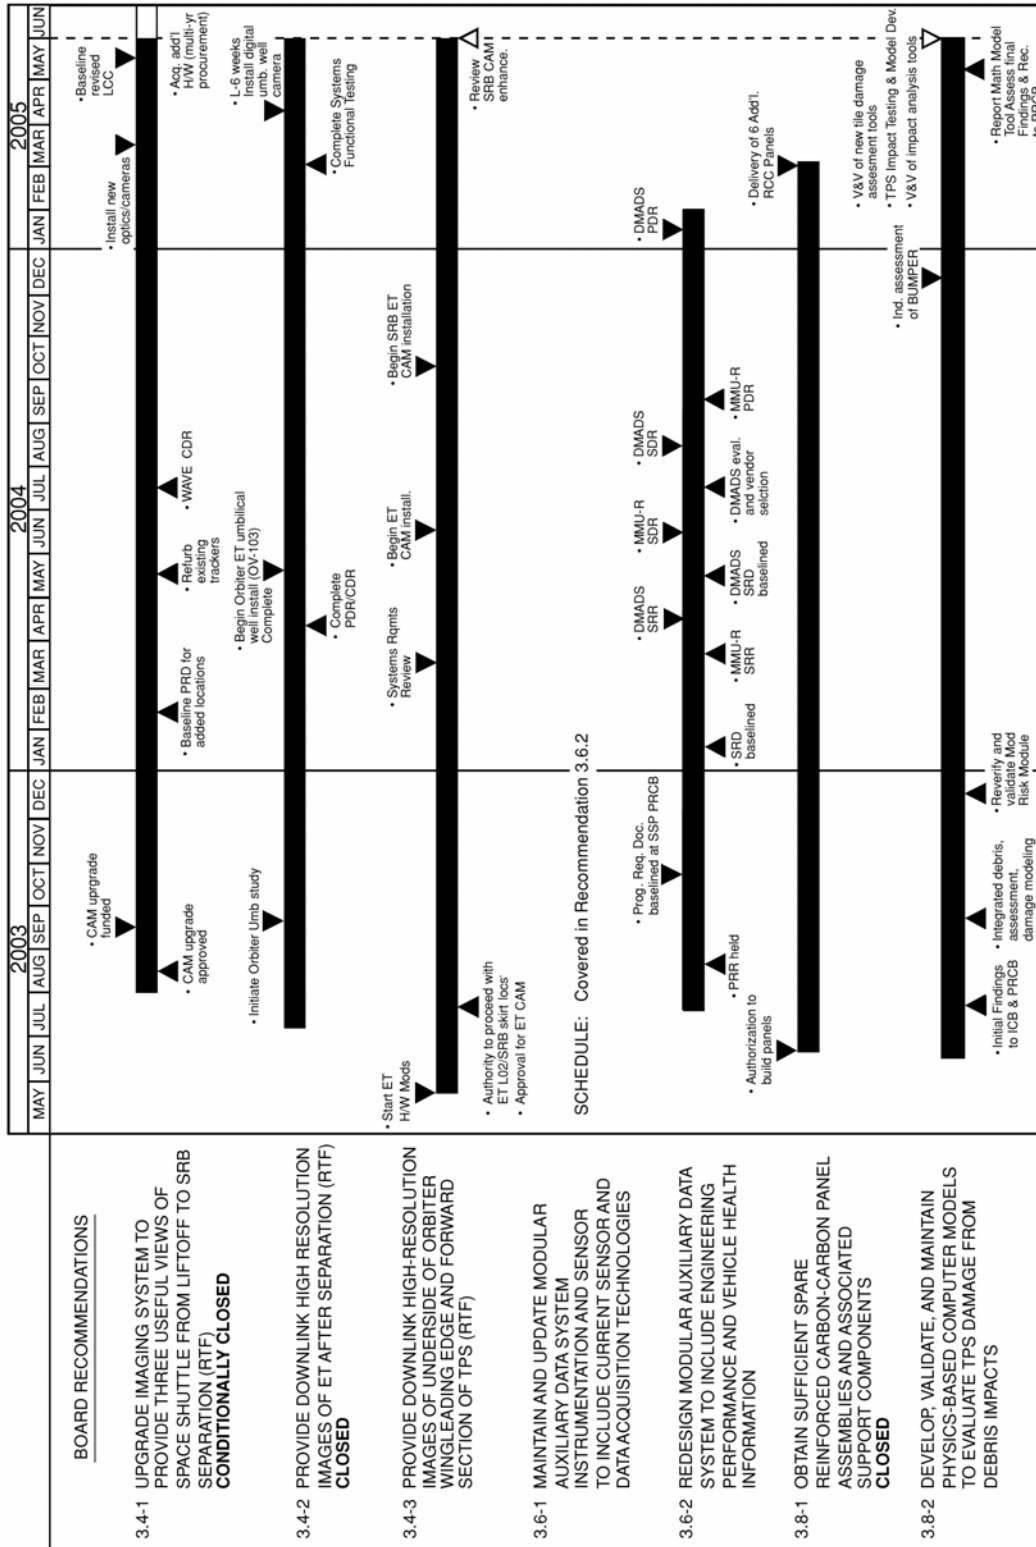 2003
2004
2005
MAY JUN JUL AUG SEP OCT NOV DEC JAN FEB MAR APR MAY JUN JUL AUG SEP OCT NOV DEC JAN FEB MAR APR MAY JUN
BOARD RECOMMENDATIONS
3.4-1 UPGRADE IMAGING SYSTEM TO
PROVIDE THREE USEFUL VIEWS OF
SPACE SHUTTLE FROM LIFTOFF TO SRB
SEPARATION (RTF)
CONDITIONALLY CLOSED
• CAM uprgrade
funded
• Install new
optics/cameras
• Baseline
revised
LCC
• CAM upgrade
approved
• Baseline PRD for
added locations
• Refurb
existing
trackers
• WAVE CDR
• Acq. add'l
H/W (multi-yr
procurement)
3.4-2 PROVIDE DOWNLINK HIGH RESOLUTION
IMAGES OF ET AFTER SEPARATION (RTF)
CLOSED
• Initiate Orbiter Umb study
• Begin Orbiter ET umbilical
well install (OV-103)
Complete
• L-6 weeks
Install digital
umb. well
camera
• Complete
PDR/CDR
• Complete Systems
Functional Testing
3.4-3 PROVIDE DOWNLINK HIGH-RESOLUTION
IMAGES OF UNDERSIDE OF ORBITER
WINGLEADING EDGE AND FORWARD
SECTION OF TPS (RTF)
• Start ET
H/W Mods
• Systems Rqmts
Review
• Begin ET
CAM install.
• Begin SRB ET
CAM installation
• Authority to proceed with
ET L02/SRB skirt locs
• Approval for ET CAM
• Review
SRB CAM
enhance.
3.6-1 MAINTAIN AND UPDATE MODULAR
AUXILIARY DATA SYSTEM
INSTRUMENTATION AND SENSOR
TO INCLUDE CURRENT SENSOR AND
DATA ACQUISITION TECHNOLOGIES
SCHEDULE: Covered in Recommendation 3.6.2
3.6-2 REDESIGN MODULAR AUXILIARY DATA
SYSTEM TO INCLUDE ENGINEERING
PERFORMANCE AND VEHICLE HEALTH
INFORMATION
• Prog. Req. Doc.
baselined at SSP PRCB
• DMADS
SRR
• MMU-R
SDR
• DMADS
SDR
• DMADS
PDR
• PRR held
• SRD
baselined
• MMU-R
SRR
• DMADS
SRD
baselined
• DMADS eval.
and vendor
selction
• MMU-R
PDR
3.8-1 OBTAIN SUFFICIENT SPARE
REINFORCED CARBON-CARBON PANEL
ASSEMBLIES AND ASSOCIATED
SUPPORT COMPONENTS
CLOSED
• Authorization to
build panels
• Delivery of 6 Add'l.
RCC Panels
3.8-2 DEVELOP, VALIDATE, AND MAINTAIN
PHYSICS-BASED COMPUTER MODELS
TO EVALUATE TPS DAMAGE FROM
DEBRIS IMPACTS
• Ind. assessment
of BUMPER
• V&V of new tile damage
assesment tools
• TPS Impact Testing & Model Dev.
• V&V of impact analysis tools
• Initial Findings
to ICB & PRCB
• Integrated debris,
assessment,
damage modeling
• Reverify and
validate Mod
Risk Module
• Report Math Model
Tool Assess final
Findings & Rec.